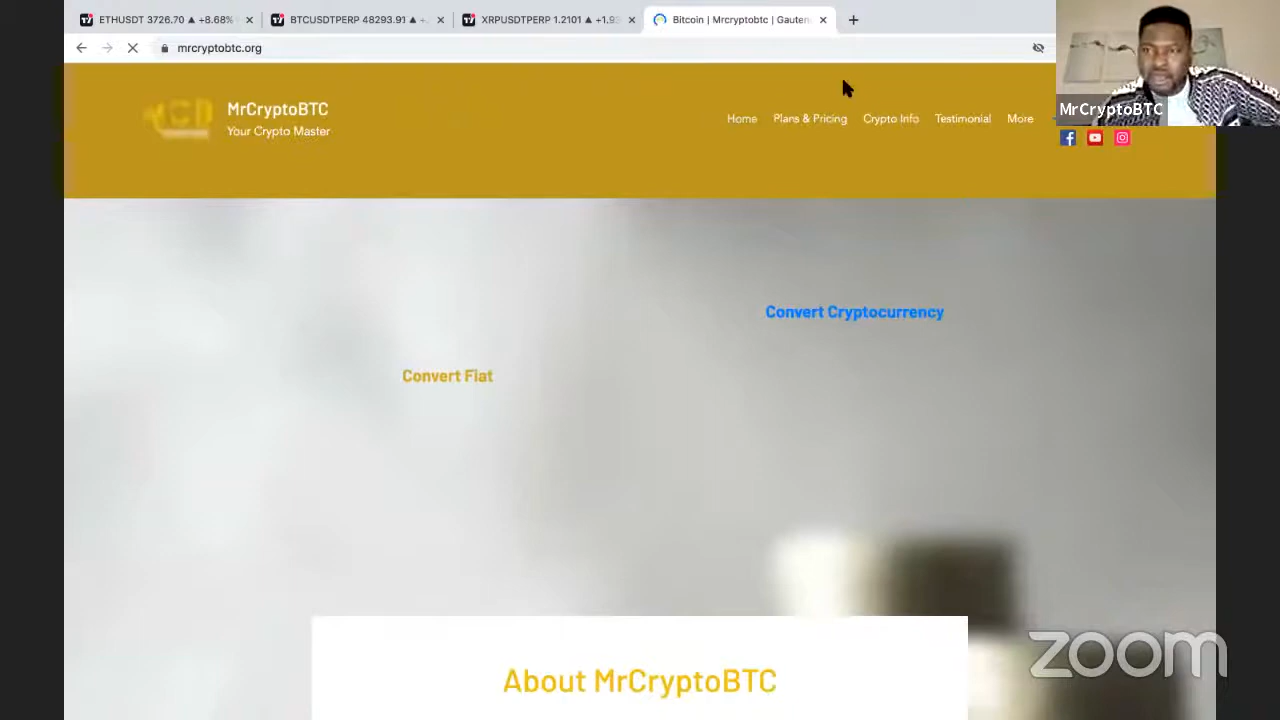 ETHUSDT 3726.70 ▲ +8.68%
BTCUSDTPERP 48293.91 ▲
XRPUSDTPERP 1.2101 ▲ +1.93
Bitcoin | Mrcryptobtc | Gauten
mrcryptobtc.org
MrCryptoBTC
MrCryptoBTC
Your Crypto Master
Home Plans & Pricing Crypto Info Testimonial More
Convert Cryptocurrency
Convert Fiat
zoom
About MrCryptoBTC